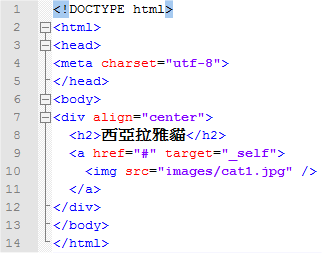 1 <!DOCTYPE html>
2 <html>
3 <head>
4 <meta charset="utf-8">
5 </head>
6 <body>
7 <div align="center">
8 <h2>西亞拉雅貓</h2>
9 <a href="#" target="_self">
10 <img src="images/cat1.jpg" />
11 </a>
12 </div>
13 </body>
14 </html>